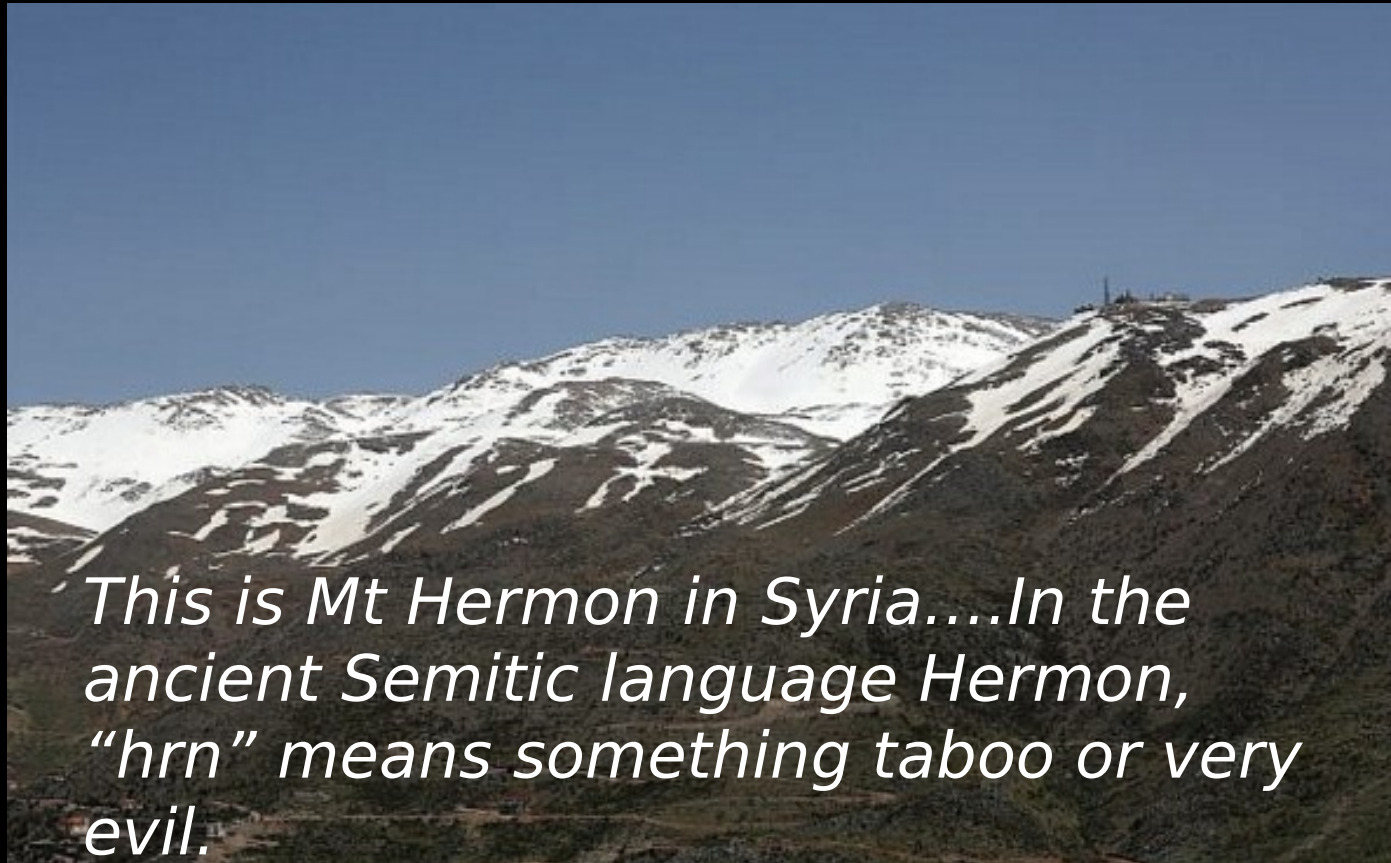 This is Mt Hermon in Syria....In the
ancient Semitic language Hermon,
“hrn” means something taboo or very
evil.